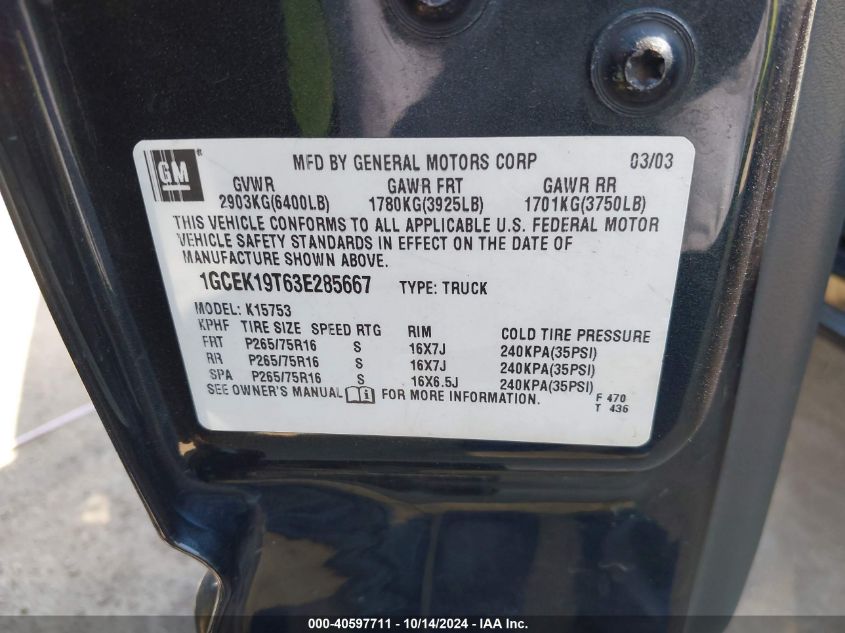 GM MFD BY GENERAL MOTORS CORP 03/03
GVWR GAWR FRT GAWR RR
2903KG(6400LB) 1780KG(3925LB) 1701KG(3750LB)
THIS VEHICLE CONFORMS TO ALL APPLICABLE U.S. FEDERAL MOTOR
VEHICLE SAFETY STANDARDS IN EFFECT ON THE DATE OF
MANUFACTURE SHOWN ABOVE.
1GCEK19T63E285667 TYPE: TRUCK
MODEL: K15753
KPHF TIRE SIZE SPEED RTG RIM COLD TIRE PRESSURE
FRT P265/75R16 S 16X7J 240KPA(35PSI)
RR P265/75R16 S 16X7J 240KPA(35PSI)
SPA P265/75R16 S 16X6.5J 240KPA(35PSI)
SEE OWNER'S MANUAL FOR MORE INFORMATION. F 470
T 436
000-40597711 - 10/14/2024 - IAA Inc.